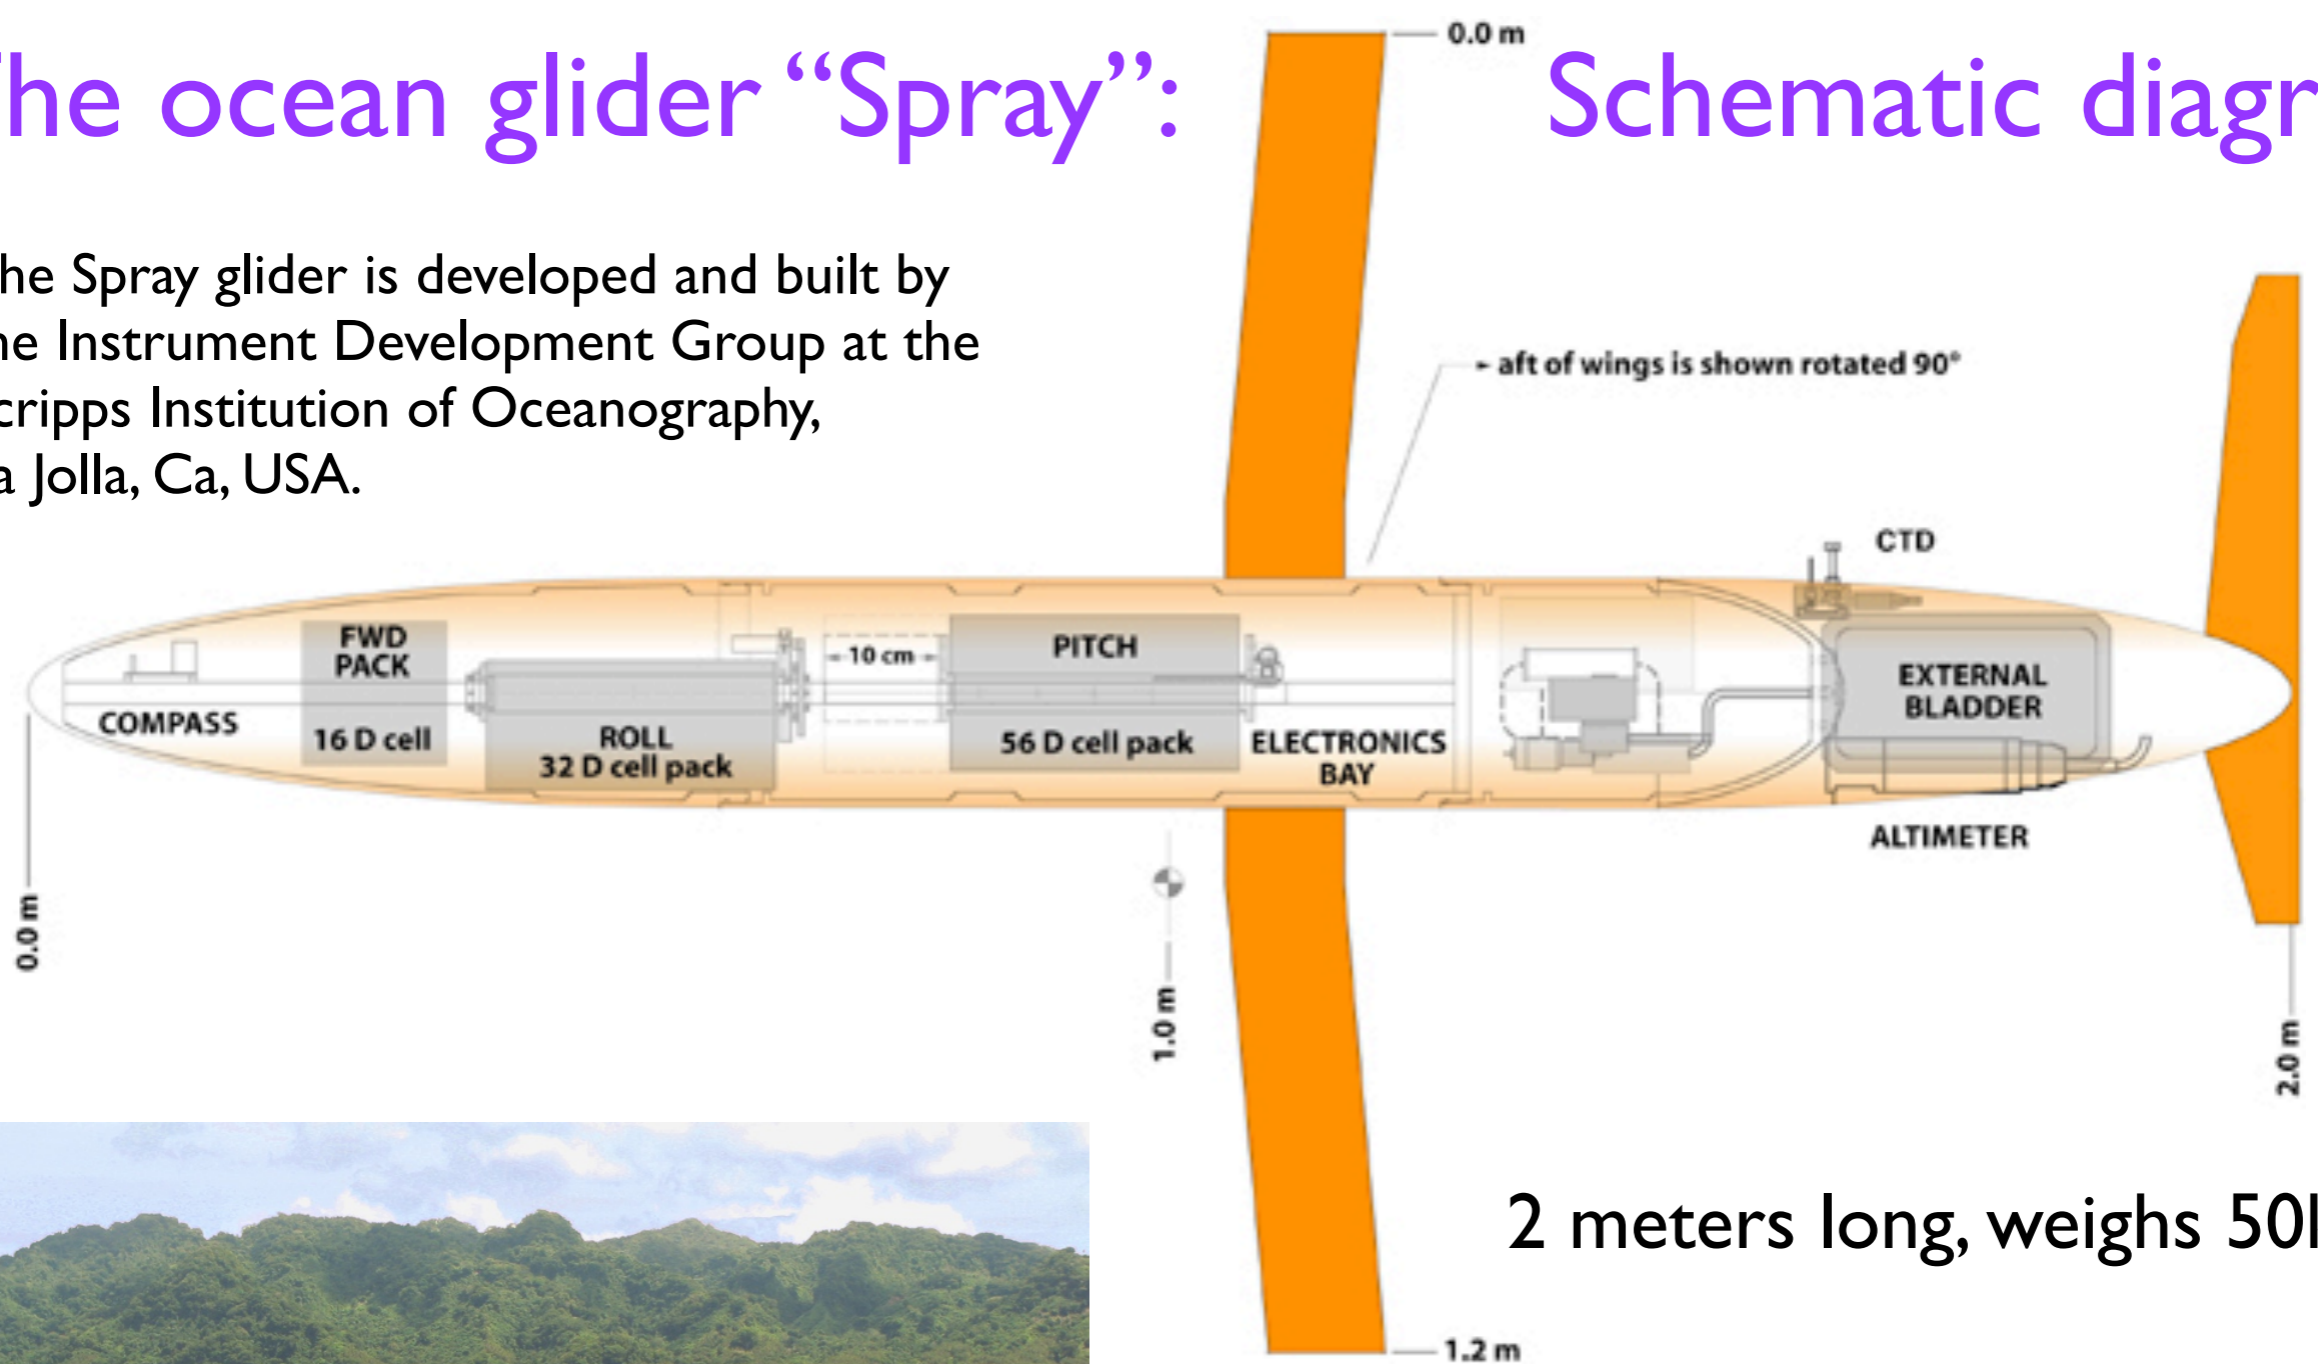 The ocean glider “Spray”: Schematic diagr
he Spray glider is developed and built by
he Instrument Development Group at the
cripps Institution of Oceanography,
a Jolla, Ca, USA.
0.0 m
aft of wings is shown rotated 90°
CTD
FWD
PACK
16 D cell
COMPASS
ROLL
32 D cell pack
10 cm
PITCH
56 D cell pack
ELECTRONICS
BAY
EXTERNAL
BLADDER
ALTIMETER
0.0 m
1.0 m
2.0 m
2 meters long, weighs 50
1.2 m